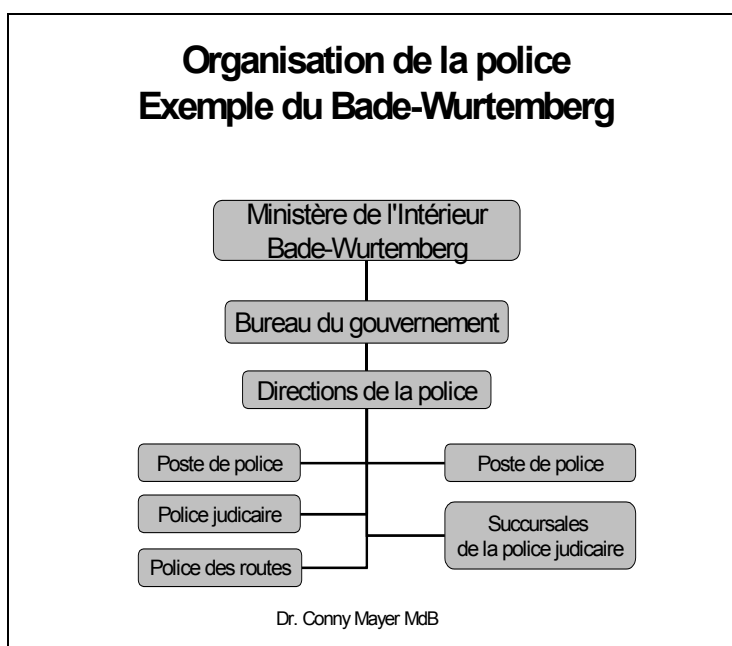 Organisation de la police
Exemple du Bade-Wurtemberg
Ministère de l'Intérieur
Bade-Wurtemberg
Bureau du gouvernement
Directions de la police
Poste de police
Poste de police
Police judicaire
Succursales
de la police judicaire
Police des routes
Dr. Conny Mayer MdB